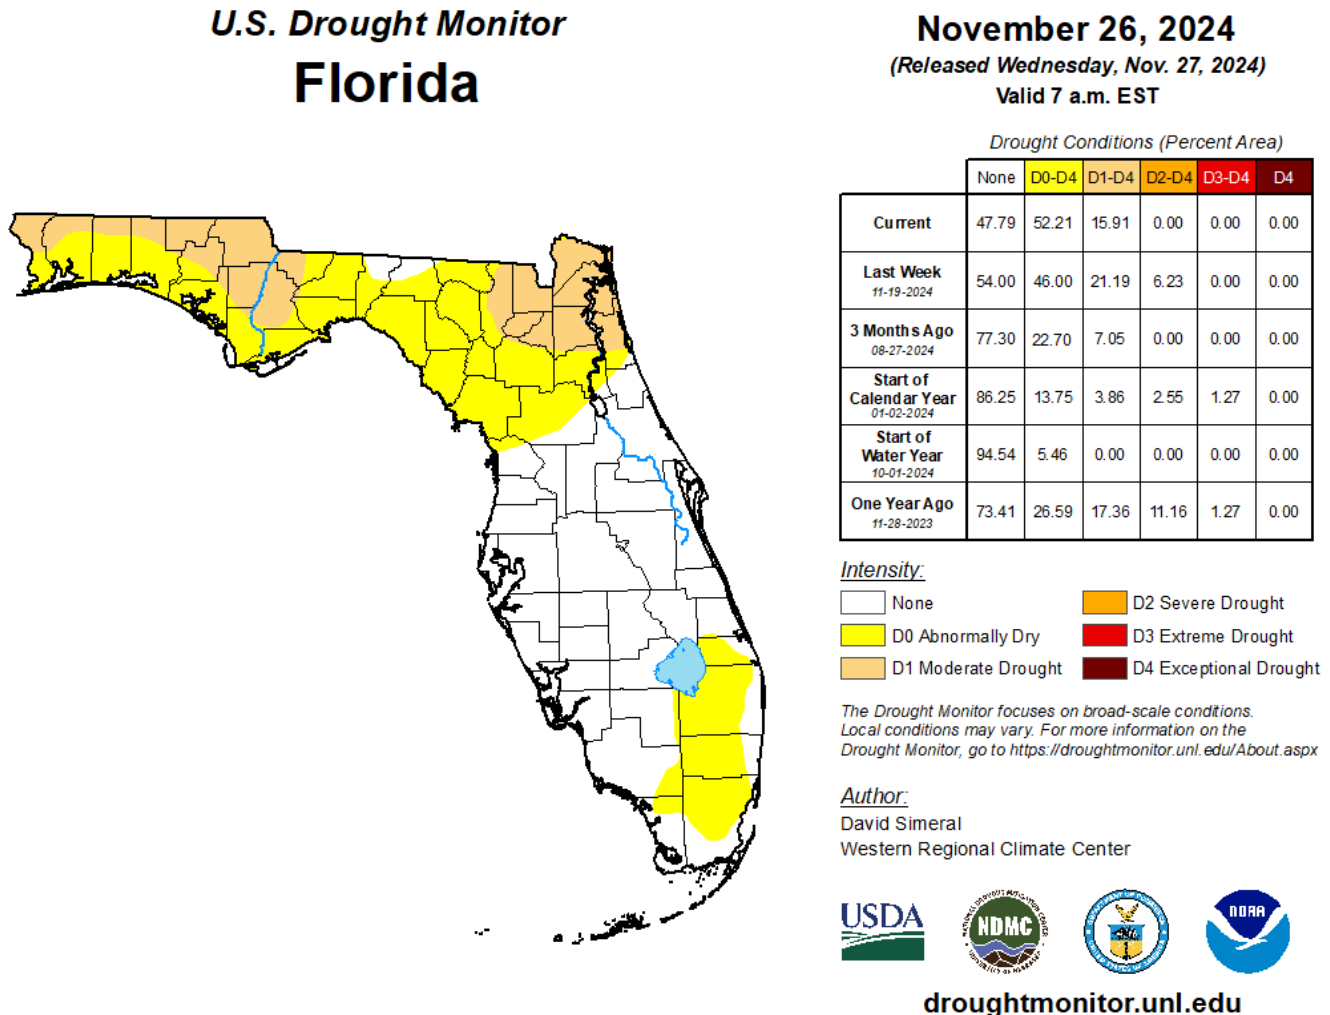 U.S. Drought Monitor
Florida
November 26, 2024
(Released Wednesday, Nov. 27, 2024)
Valid 7 a.m. EST
Drought Conditions (Percent Area)
None D0-D4 D1-D4 D2-D4 D3-D4 D4
Current 47.79 52.21 15.91 0.00 0.00 0.00
Last Week
11-19-2024 54.00 46.00 21.19 6.23 0.00 0.00
3 Months Ago
08-27-2024 77.30 22.70 7.05 0.00 0.00 0.00
Start of
Calendar Year
01-02-2024 86.25 13.75 3.86 2.55 1.27 0.00
Start of
Water Year
10-01-2024 94.54 5.46 0.00 0.00 0.00 0.00
One Year Ago
11-28-2023 73.41 26.59 17.36 11.16 1.27 0.00
Intensity:
None
D0 Abnormally Dry
D1 Moderate Drought
D2 Severe Drought
D3 Extreme Drought
D4 Exceptional Drought
The Drought Monitor focuses on broad-scale conditions.
Local conditions may vary. For more information on the
Drought Monitor, go to https://droughtmonitor.unl.edu/About.aspx
Author:
David Simeral
Western Regional Climate Center
USDA
NDMC
NOAA
droughtmonitor.unl.edu